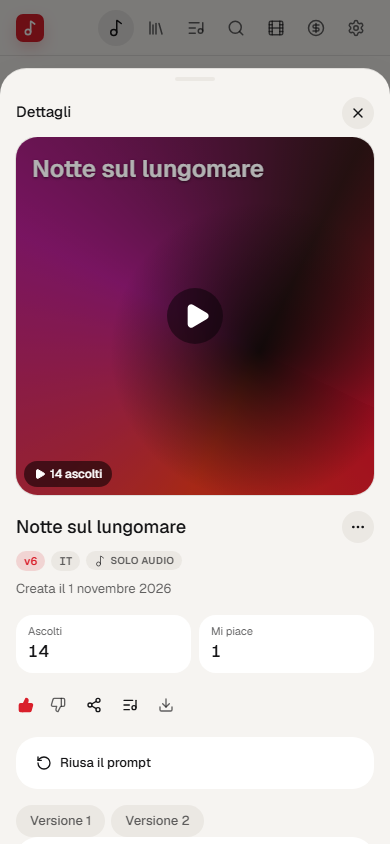 Dettagli
Notte sul lungomare
14 ascolti
Notte sul lungomare
v6 IT SOLO AUDIO
Creata il 1 novembre 2026
Ascolti Mi piace
14 1
Riusa il prompt
Versione 1 Versione 2